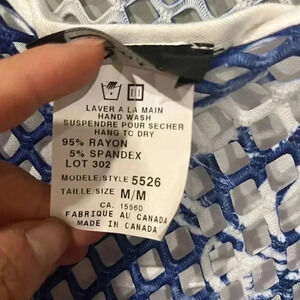 LAVER A LA MAIN
HAND WASH
SUSPENDRE POUR SECHER
HANG TO DRY
95% RAYON
5% SPANDEX
LOT 302
MODELE/STYLE 5526
TAILLE/SIZE M/M
CA. 15560
FABRIQUE AU CANADA
MADE IN CANADA